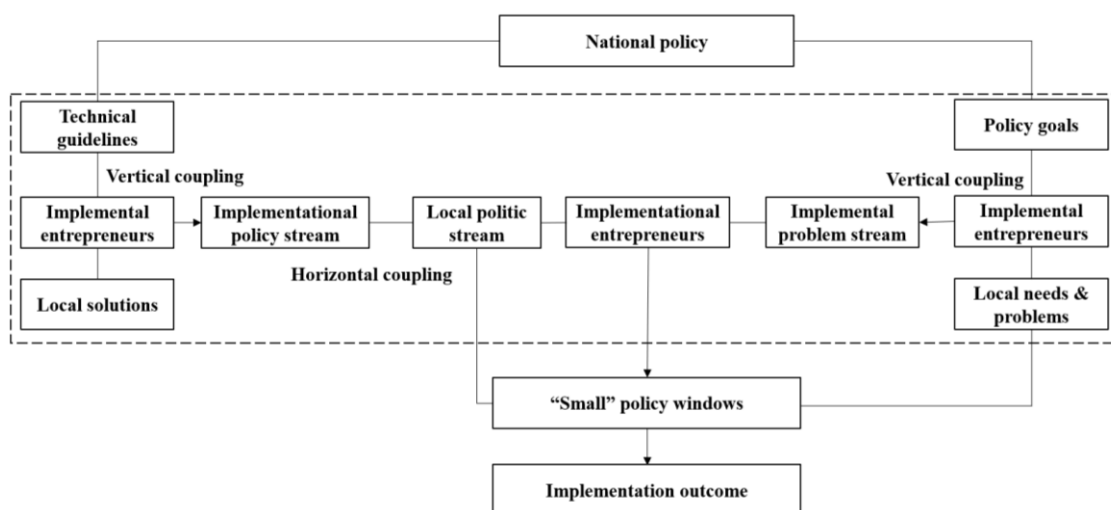 National policy
Technical
guidelines
Policy goals
Vertical coupling
Vertical coupling
Implemental
entrepreneurs
Implementational
policy stream
Local politic
stream
Implementational
entrepreneurs
Implemental
problem stream
Implemental
entrepreneurs
Horizontal coupling
Local solutions
Local needs &
problems
“Small” policy windows
Implementation outcome